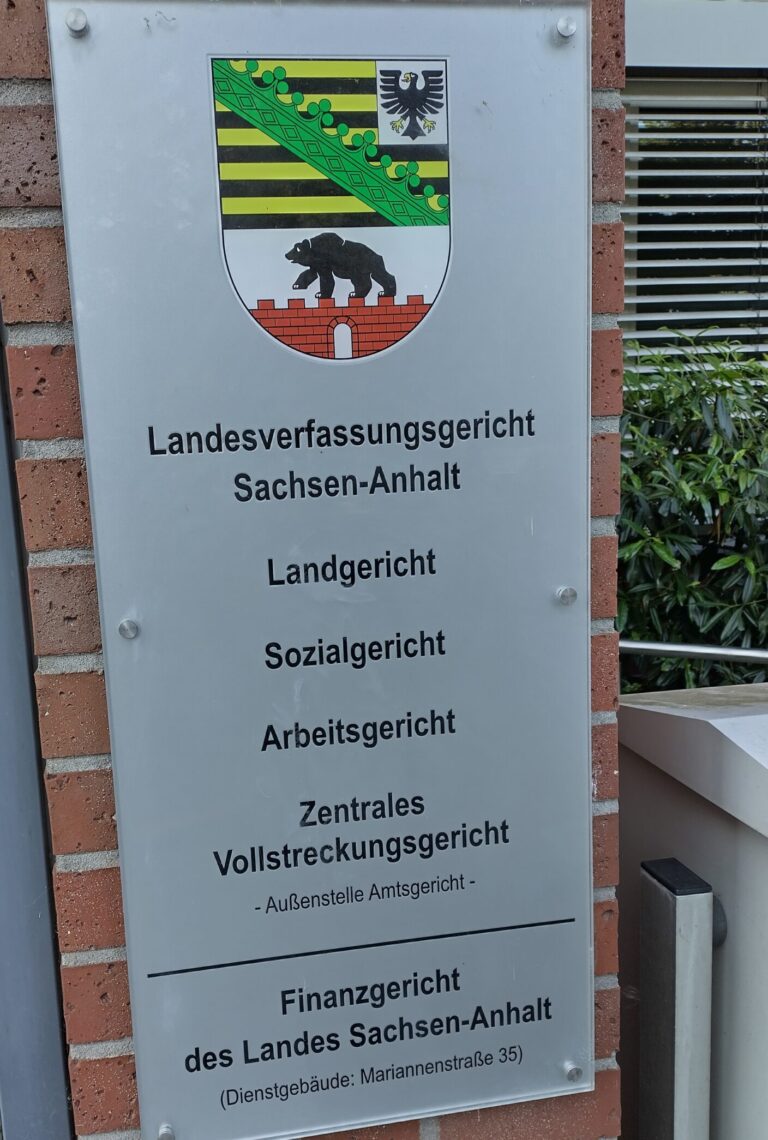 Landesverfassungsgericht
Sachsen-Anhalt
Landgericht
Sozialgericht
Arbeitsgericht
Zentrales
Vollstreckungsgericht
- Außenstelle Amtsgericht -
Finanzgericht
des Landes Sachsen-Anhalt
(Dienstgebäude: Mariannenstraße 35)